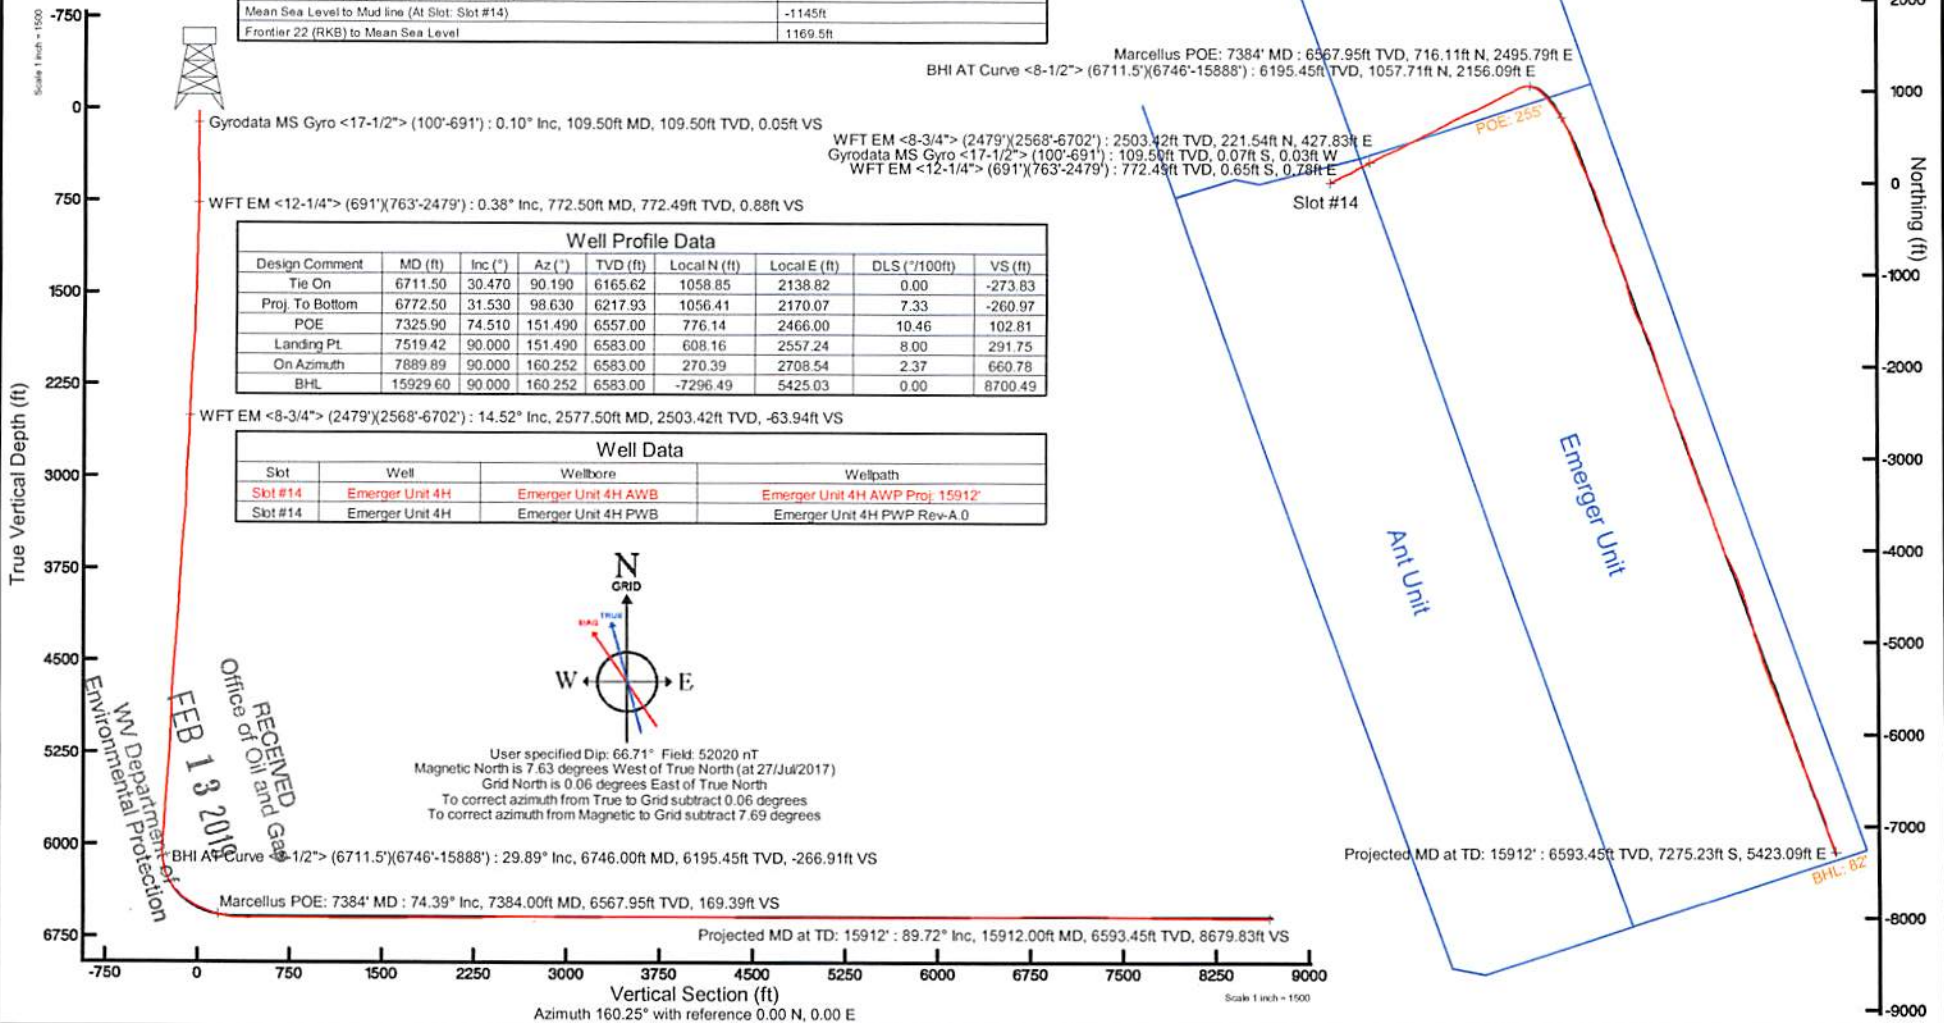 Mean Sea Level to Mud line (At Slot: Slot #14) -1145ft
Frontier 22 (RKB) to Mean Sea Level 1169.5ft
Scale 1 inch = 1500
-750
0
750
1500
2250
3000
3750
4500
5250
6000
6750
True Vertical Depth (ft)
Gyrodata MS Gyro <17-1/2"> (100'-691') : 0.10° Inc, 109.50ft MD, 109.50ft TVD, 0.05ft VS
WFT EM <12-1/4"> (691')(763'-2479') : 0.38° Inc, 772.50ft MD, 772.49ft TVD, 0.88ft VS
Well Profile Data
Design Comment MD (ft) Inc (°) Az (°) TVD (ft) Local N (ft) Local E (ft) DLS (°/100ft) VS (ft)
Tie On 6711.50 30.470 90.190 6165.62 1058.85 2138.82 0.00 -273.83
Proj. To Bottom 6772.50 31.530 98.630 6217.93 1056.41 2170.07 7.33 -260.97
POE 7325.90 74.510 151.490 6557.00 776.14 2466.00 10.46 102.81
Landing Pt. 7519.42 90.000 151.490 6583.00 608.16 2557.24 8.00 291.75
On Azimuth 7889.89 90.000 160.252 6583.00 270.39 2708.54 2.37 660.78
BHL 15929.60 90.000 160.252 6583.00 -7296.49 5425.03 0.00 8700.49
WFT EM <8-3/4"> (2479')(2568'-6702') : 14.52° Inc, 2577.50ft MD, 2503.42ft TVD, -63.94ft VS
Well Data
Slot Well Wellbore Wellpath
Slot #14 Emerger Unit 4H Emerger Unit 4H AWB Emerger Unit 4H AWP Proj: 15912'
Slot #14 Emerger Unit 4H Emerger Unit 4H PWB Emerger Unit 4H PWP Rev-A.0
N
GRID
TRUE
MAG
W E
User specified Dip: 66.71° Field: 52020 nT
Magnetic North is 7.63 degrees West of True North (at 27/Jul/2017)
Grid North is 0.06 degrees East of True North
To correct azimuth from True to Grid subtract 0.06 degrees
To correct azimuth from Magnetic to Grid subtract 7.69 degrees
RECEIVED
Office of Oil and Gas
FEB 13 201
WV Department of
Environmental Protection
BHI AT Curve <8-1/2"> (6711.5')(6746'-15888') : 29.89° Inc, 6746.00ft MD, 6195.45ft TVD, -266.91ft VS
Marcellus POE: 7384' MD : 74.39° Inc, 7384.00ft MD, 6567.95ft TVD, 169.39ft VS
Projected MD at TD: 15912' : 89.72° Inc, 15912.00ft MD, 6593.45ft TVD, 8679.83ft VS
-750 0 750 1500 2250 3000 3750 4500 5250 6000 6750 7500 8250 9000
Vertical Section (ft)
Scale 1 inch = 1500
Azimuth 160.25° with reference 0.00 N, 0.00 E
Marcellus POE: 7384' MD : 6567.95ft TVD, 716.11ft N, 2495.79ft E
BHI AT Curve <8-1/2"> (6711.5')(6746'-15888') : 6195.45ft TVD, 1057.71ft N, 2156.09ft E
POE: 255'
WFT EM <8-3/4"> (2479')(2568'-6702') : 2503.42ft TVD, 221.54ft N, 427.83ft E
Gyrodata MS Gyro <17-1/2"> (100'-691') : 109.50ft TVD, 0.07ft S, 0.03ft W
WFT EM <12-1/4"> (691')(763'-2479') : 772.49ft TVD, 0.65ft S, 0.78ft E
Slot #14
Emerger Unit
Ant Unit
Projected MD at TD: 15912' : 6593.45ft TVD, 7275.23ft S, 5423.09ft E
BHL: 82'
2000
1000
0
-1000
-2000
-3000
-4000
-5000
-6000
-7000
-8000
-9000
Northing (ft)